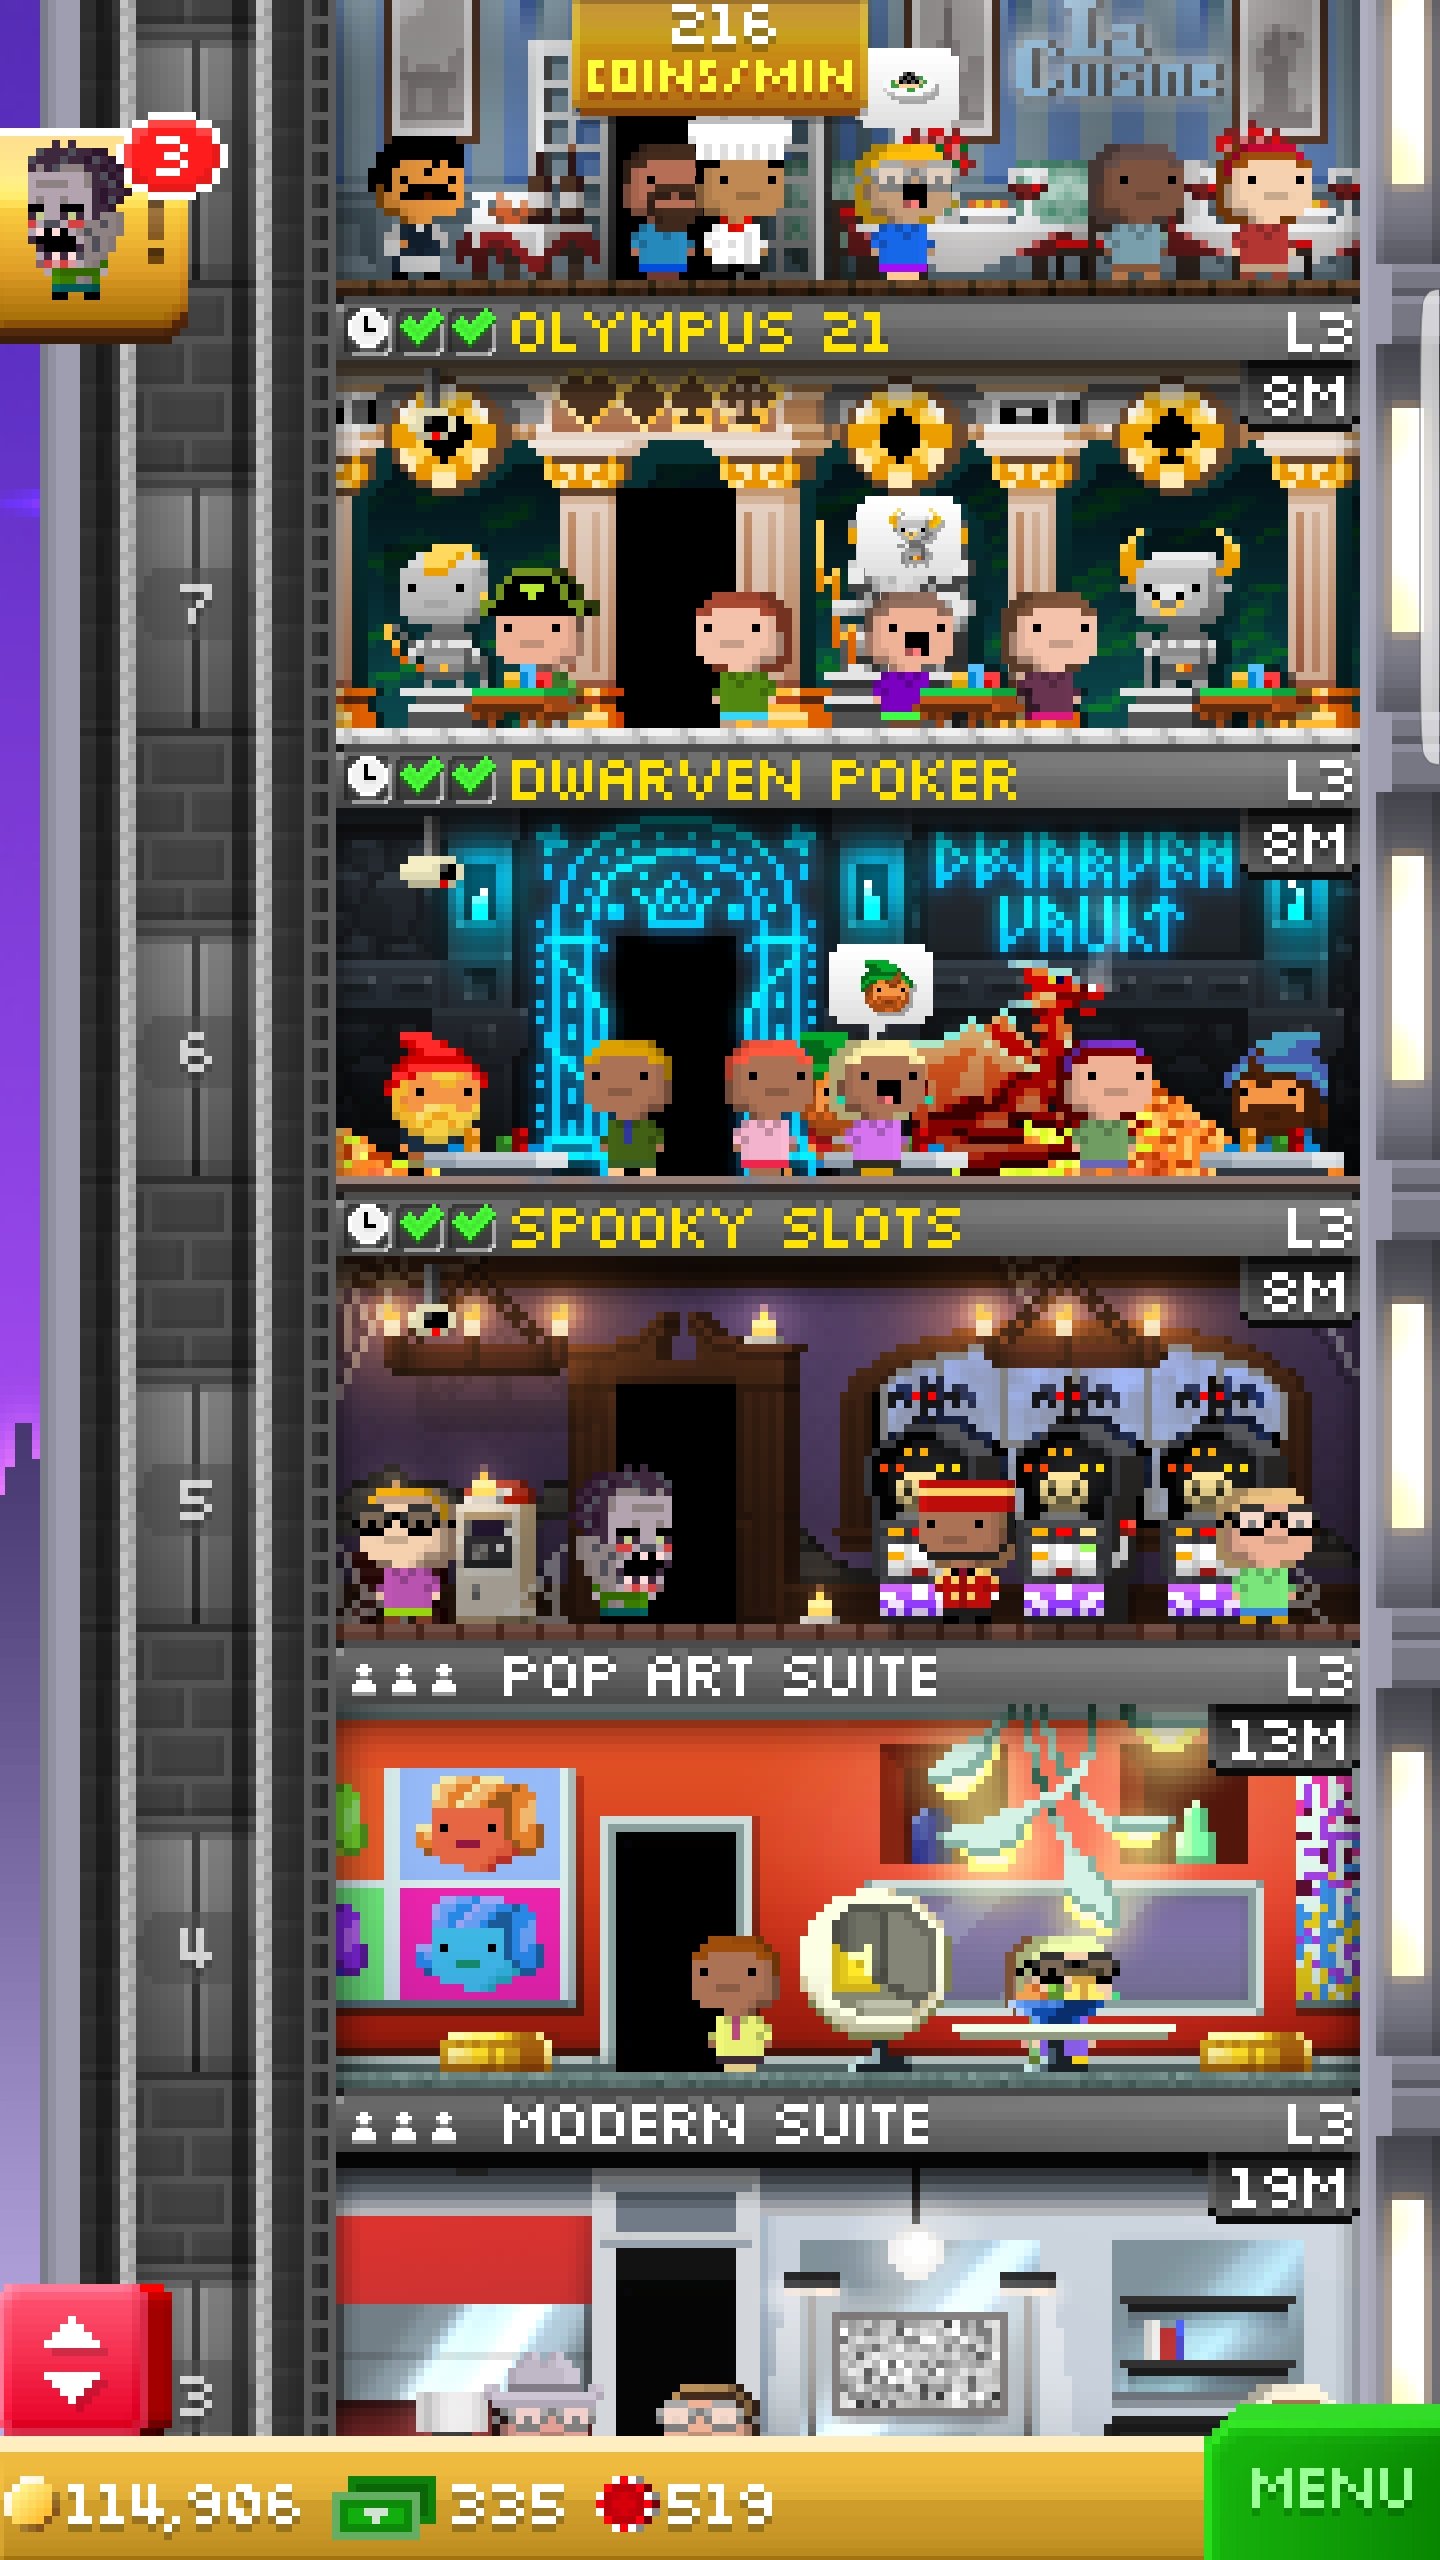 216
COINS/MIN
La
Cuisine
3
!
OLYMPUS 21 L3
8M
7
DWARVEN POKER L3
8M
DWARVEN
VAULT
6
SPOOKY SLOTS L3
8M
5
POP ART SUITE L3
13M
4
MODERN SUITE L3
19M
3
114,906 335 519
MENU